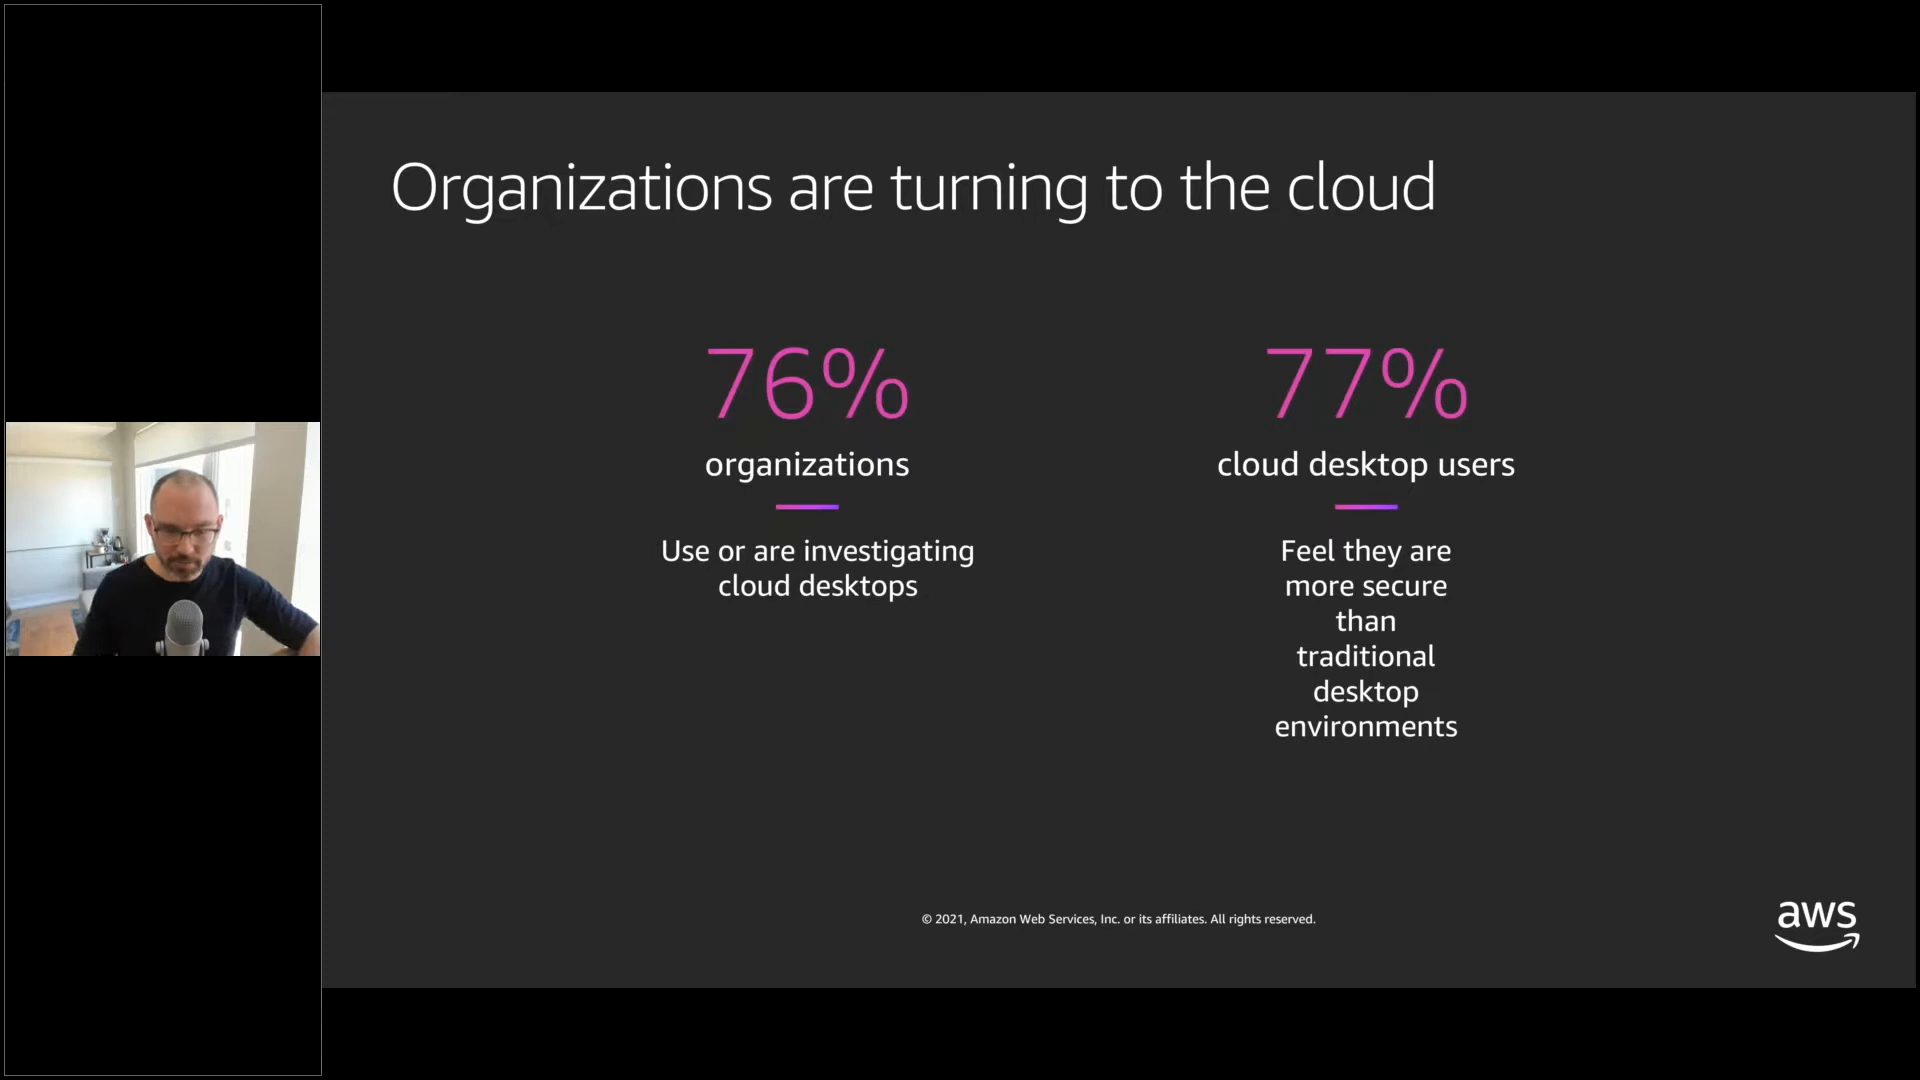 Organizations are turning to the cloud
76%
organizations
Use or are investigating
cloud desktops
77%
cloud desktop users
Feel they are
more secure
than
traditional
desktop
environments
© 2021, Amazon Web Services, Inc. or its affiliates. All rights reserved.
aws